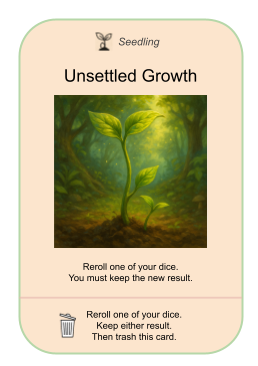 Seedling
Unsettled Growth
Reroll one of your dice.
You must keep the new result.
Reroll one of your dice.
Keep either result.
Then trash this card.